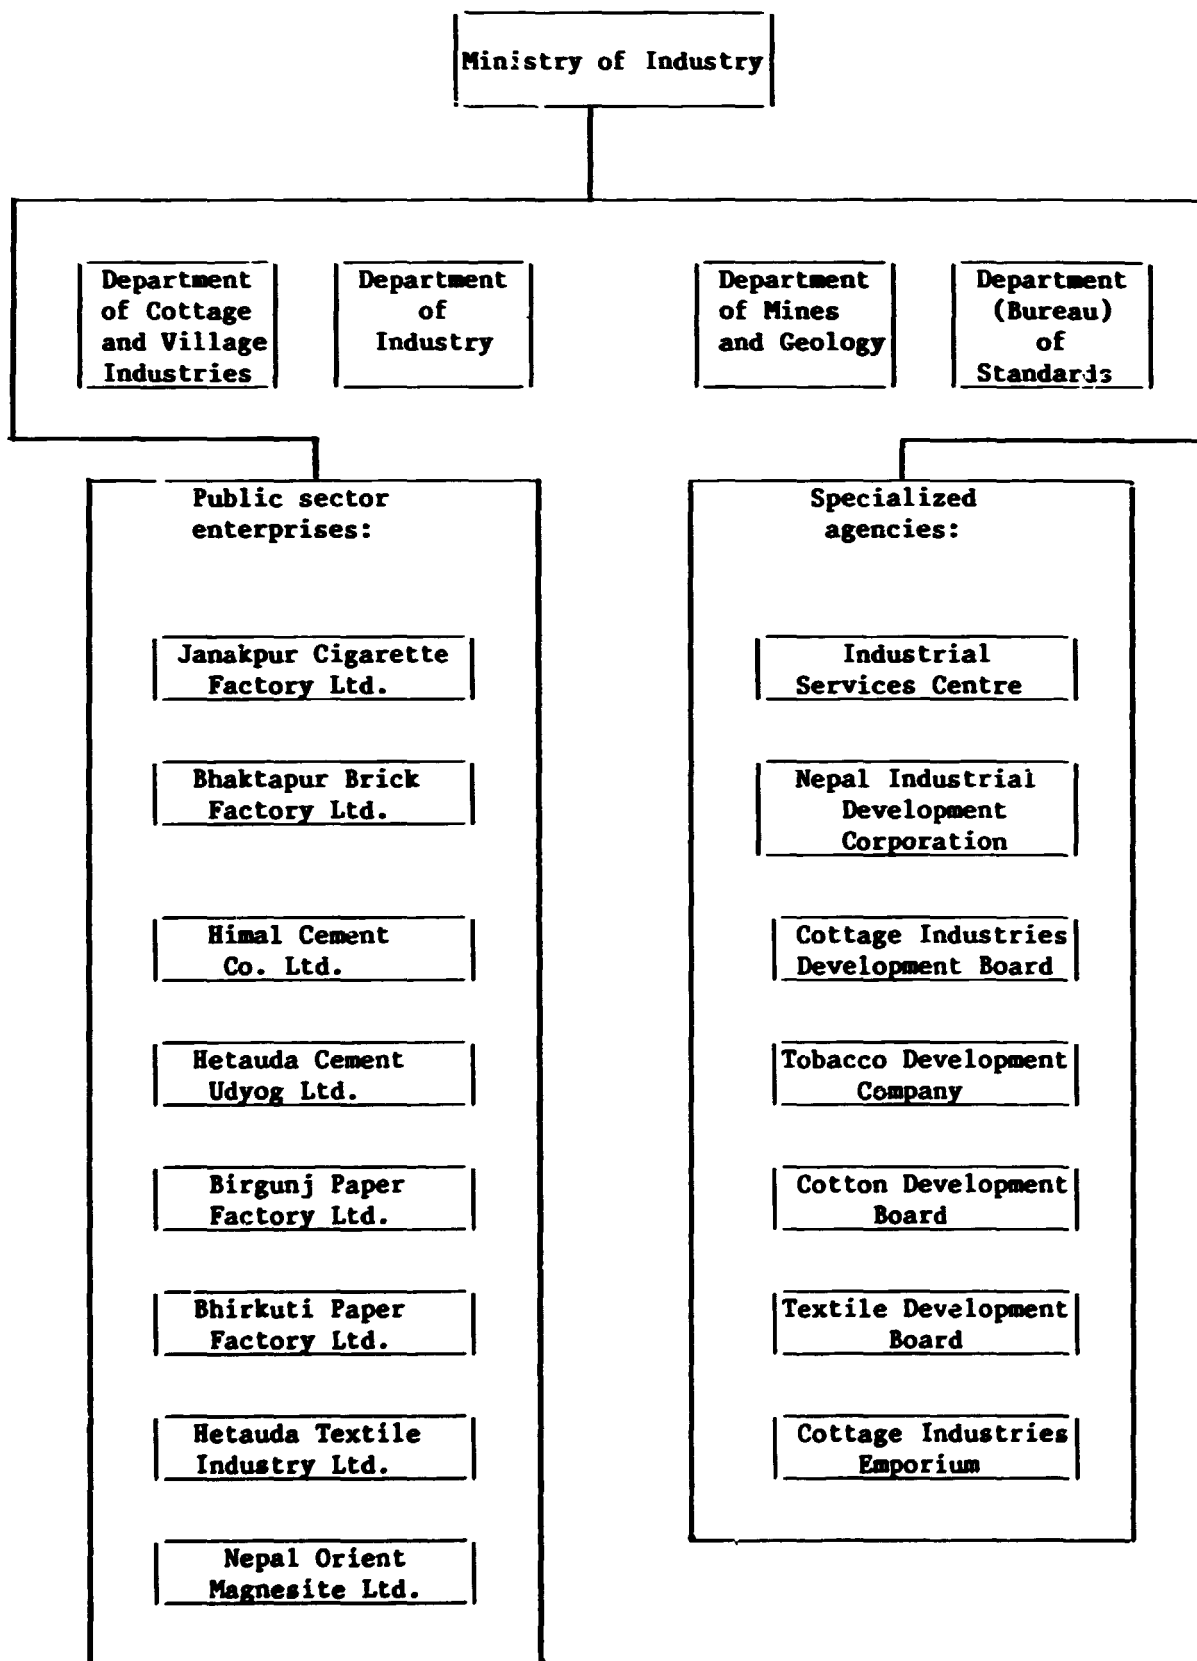 Ministry of Industry
Department
of Cottage
and Village
Industries
Department
of
Industry
Department
of Mines
and Geology
Department
(Bureau)
of
Standards
Public sector
enterprises:
Janakpur Cigarette
Factory Ltd.
Bhaktapur Brick
Factory Ltd.
Himal Cement
Co. Ltd.
Hetauda Cement
Udyog Ltd.
Birgunj Paper
Factory Ltd.
Bhirkuti Paper
Factory Ltd.
Hetauda Textile
Industry Ltd.
Nepal Orient
Magnesite Ltd.
Specialized
agencies:
Industrial
Services Centre
Nepal Industrial
Development
Corporation
Cottage Industries
Development Board
Tobacco Development
Company
Cotton Development
Board
Textile Development
Board
Cottage Industries
Emporium